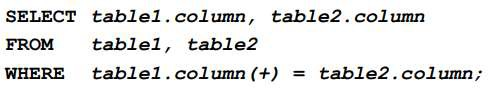 SELECT table1.column, table2.column
FROM table1, table2
WHERE table1.column(+) = table2.column;